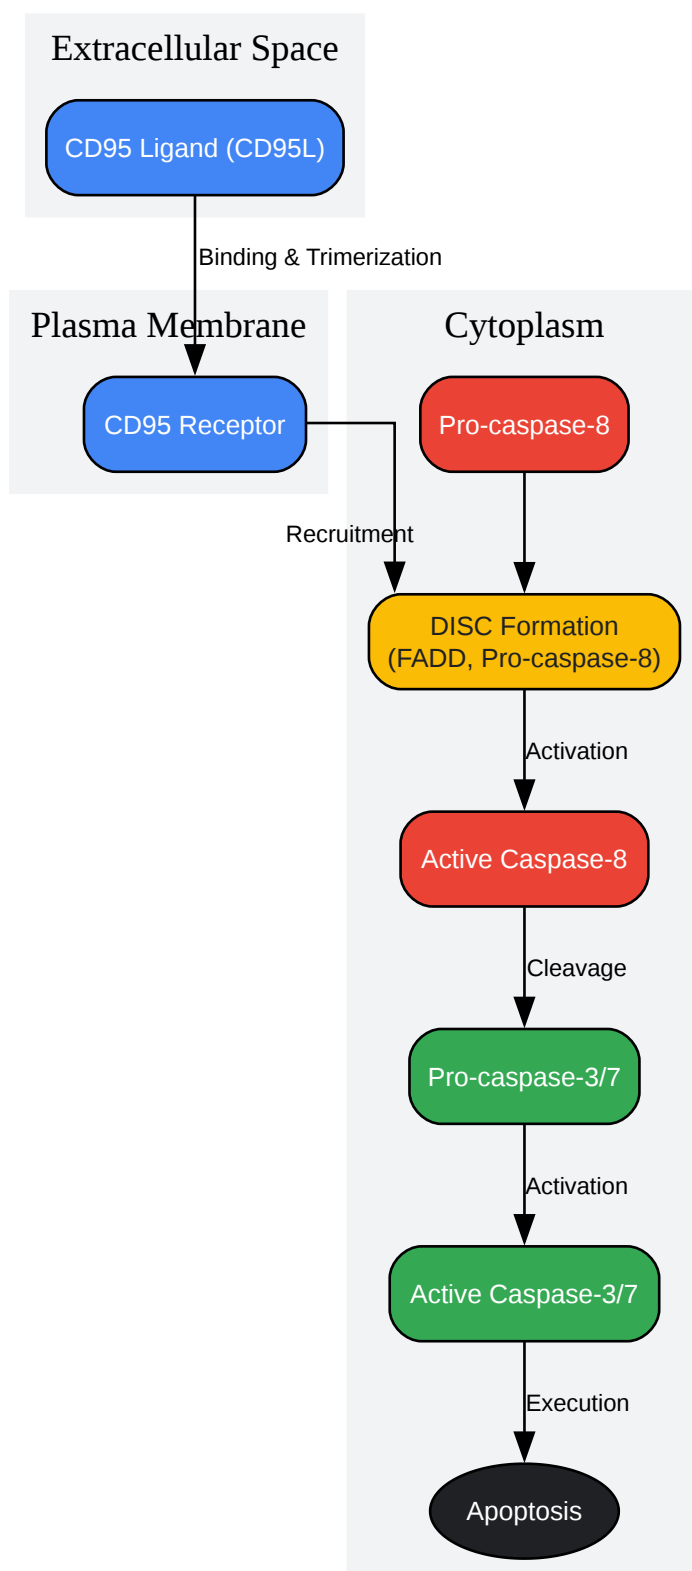 Extracellular Space
CD95 Ligand (CD95L)
Binding & Trimerization
Plasma Membrane
CD95 Receptor
Cytoplasm
Pro-caspase-8
Recruitment
DISC Formation
(FADD, Pro-caspase-8)
Activation
Active Caspase-8
Cleavage
Pro-caspase-3/7
Activation
Active Caspase-3/7
Execution
Apoptosis